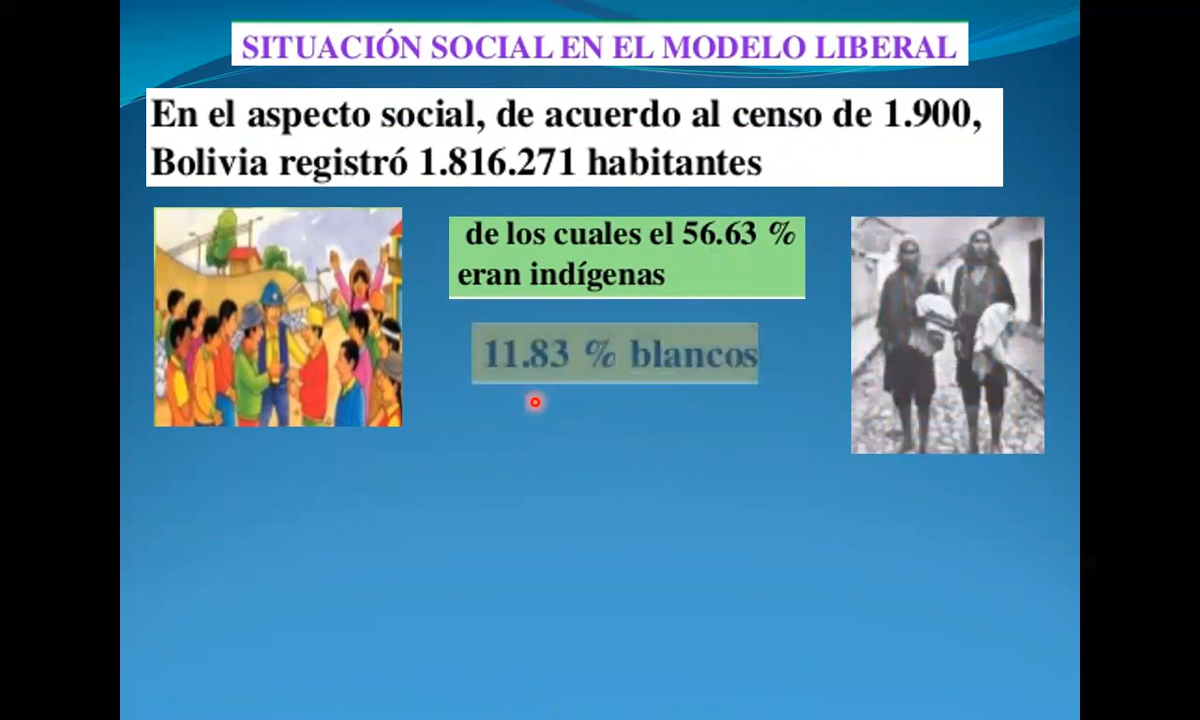 SITUACIÓN SOCIAL EN EL MODELO LIBERAL
En el aspecto social, de acuerdo al censo de 1.900,
Bolivia registró 1.816.271 habitantes
de los cuales el 56.63 %
eran indígenas
11.83 % blancos